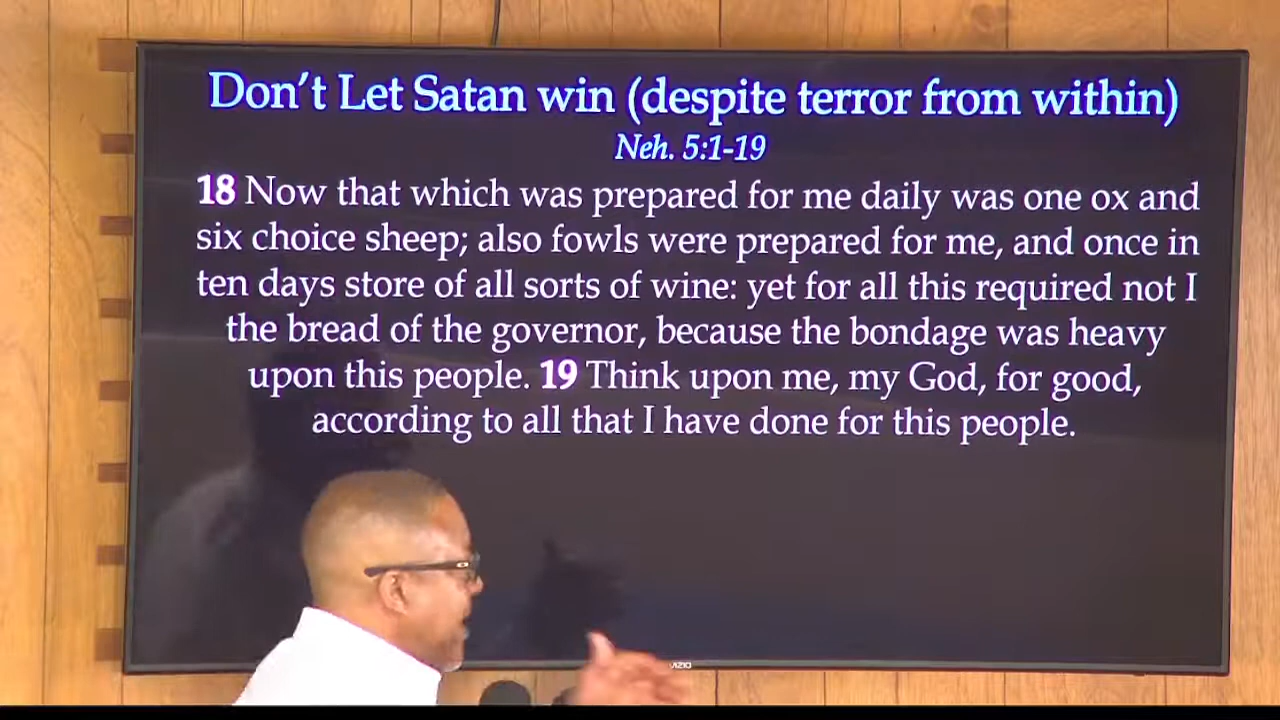 Don't Let Satan win (despite terror from within)
Neh. 5:1-19
18 Now that which was prepared for me daily was one ox and
six choice sheep; also fowls were prepared for me, and once in
ten days store of all sorts of wine: yet for all this required not I
the bread of the governor, because the bondage was heavy
upon this people. 19 Think upon me, my God, for good,
according to all that I have done for this people.
VIZIO